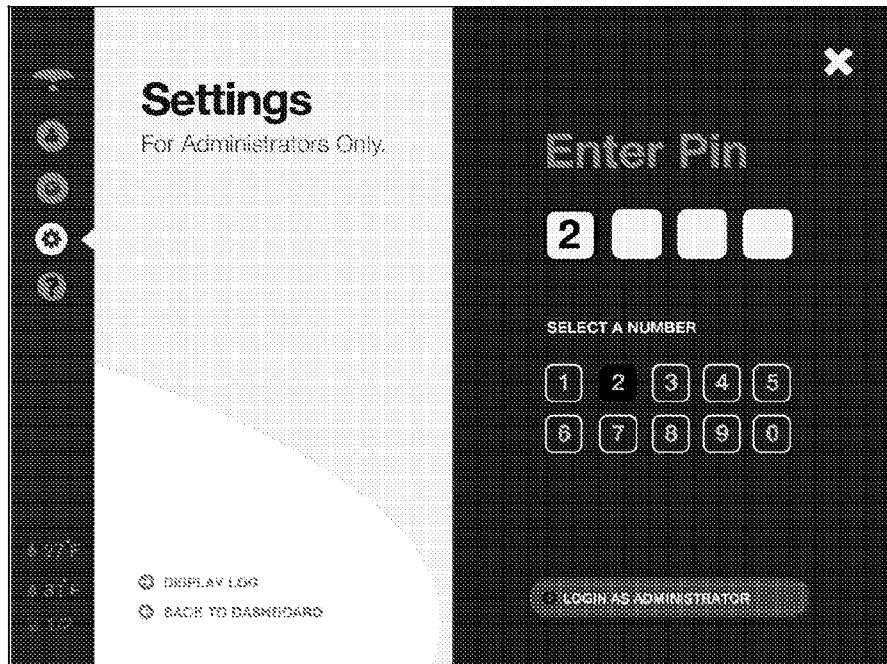 Settings
For Administrators Only.
Enter Pin
2
SELECT A NUMBER
1 2 3 4 5
6 7 8 9 0
DISPLAY LOG
BACK TO DASHBOARD
LOGIN AS ADMINISTRATOR